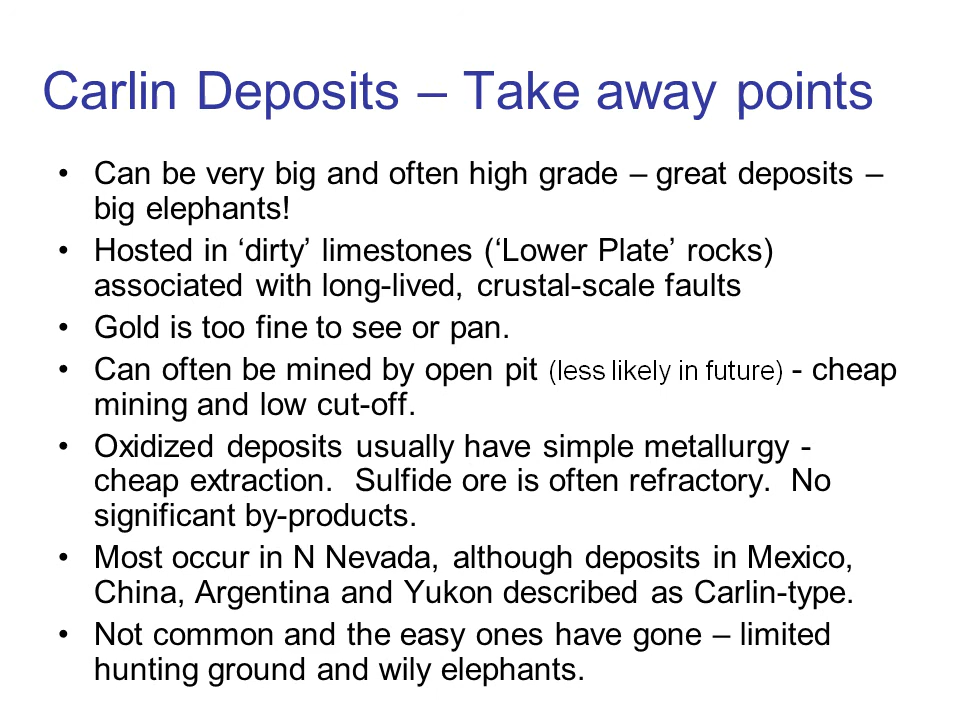 Carlin Deposits – Take away points
• Can be very big and often high grade – great deposits –
big elephants!
• Hosted in ‘dirty’ limestones (‘Lower Plate’ rocks)
associated with long-lived, crustal-scale faults
• Gold is too fine to see or pan.
• Can often be mined by open pit (less likely in future) - cheap
mining and low cut-off.
• Oxidized deposits usually have simple metallurgy -
cheap extraction.  Sulfide ore is often refractory.  No
significant by-products.
• Most occur in N Nevada, although deposits in Mexico,
China, Argentina and Yukon described as Carlin-type.
• Not common and the easy ones have gone – limited
hunting ground and wily elephants.